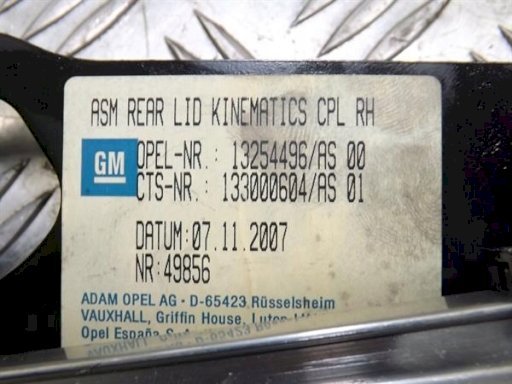 ASM REAR LID KINEMATICS CPL RH
GM
OPEL-NR.: 13254496/AS 00
CTS-NR.: 133000604/AS 01
DATUM:07.11.2007
NR:49856
ADAM OPEL AG · D-65423 Rüsselsheim
VAUXHALL, Griffin House, Luton
Opel España